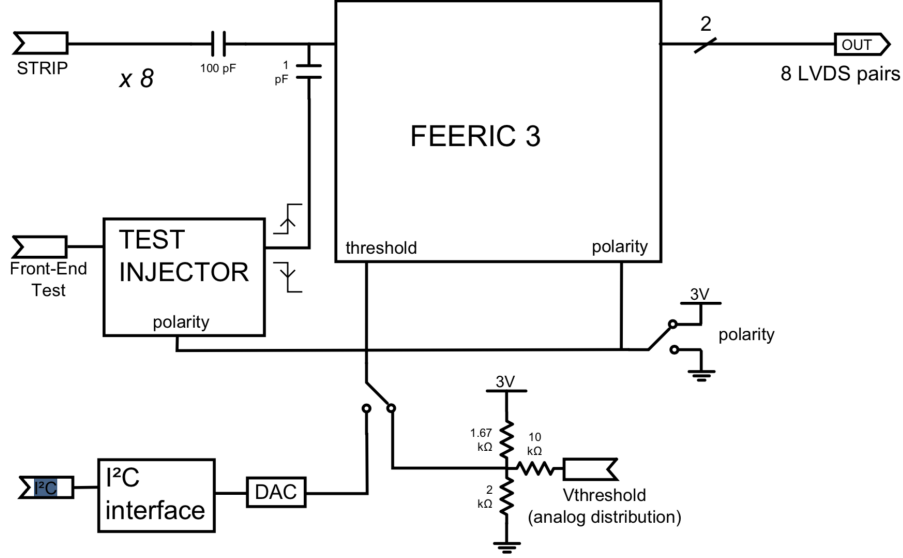 STRIP
x 8
100 pF
1
pF
FEERIC 3
2
OUT
8 LVDS pairs
threshold
polarity
Front-End
Test
TEST
INJECTOR
polarity
3V
polarity
3V
1.67
kΩ
10
kΩ
2
kΩ
Vthreshold
(analog distribution)
I²C
I²C
interface
DAC